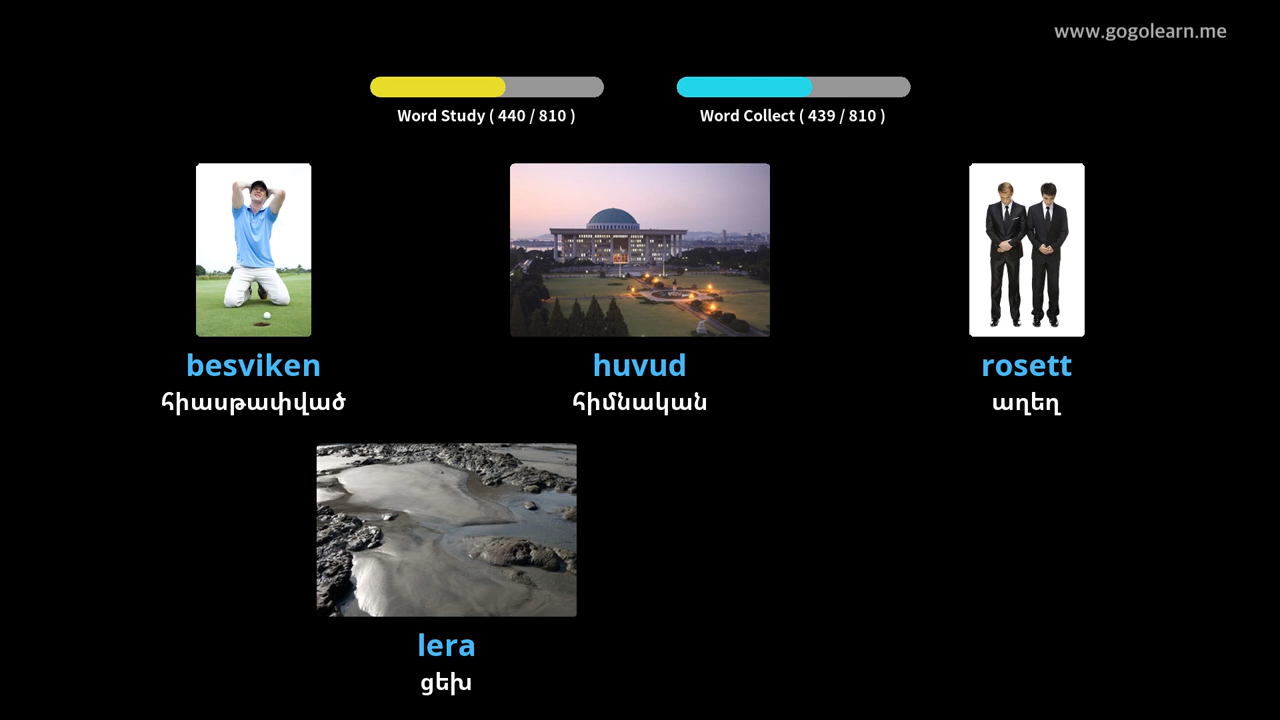 www.gogolearn.me
Word Study ( 440 / 810 )
Word Collect ( 439 / 810 )
besviken
huvud
rosett
հիասթափված
հիմնական
աղեղ
lera
ցեխ